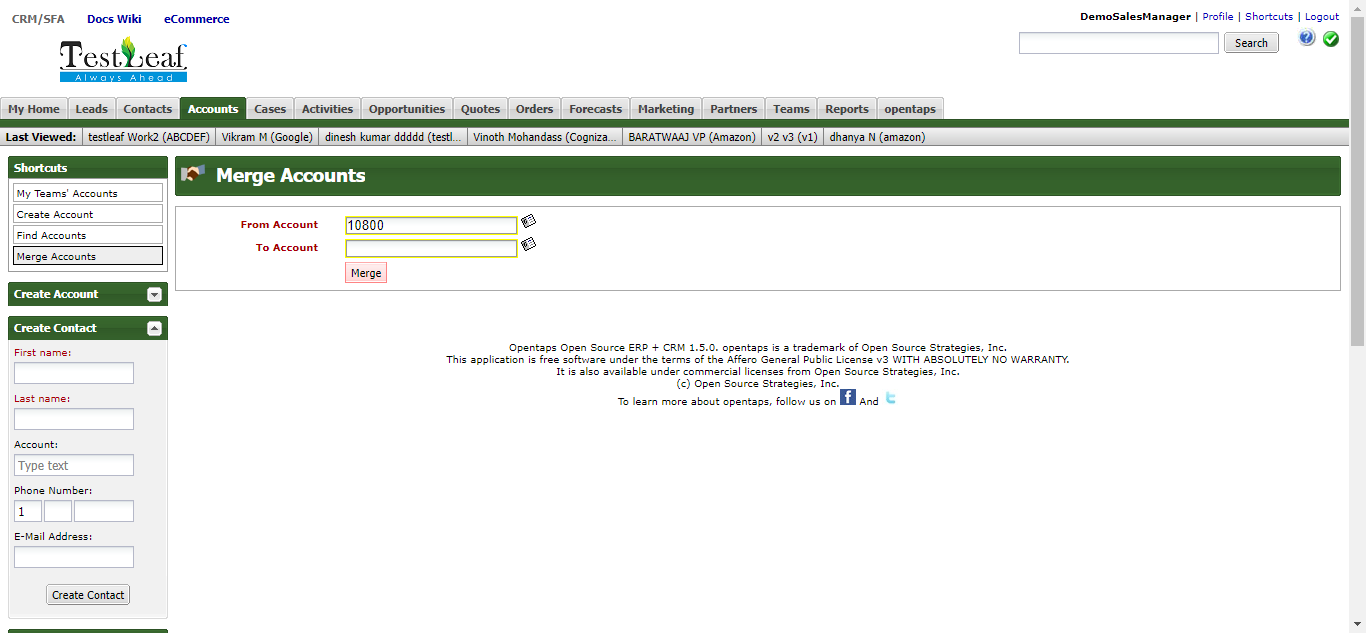 CRM/SFA Docs Wiki eCommerce
DemoSalesManager | Profile | Shortcuts | Logout
Search
TestLeaf
Always Ahead
My Home Leads Contacts Accounts Cases Activities Opportunities Quotes Orders Forecasts Marketing Partners Teams Reports opentaps
Last Viewed: testleaf Work2 (ABCDEF) Vikram M (Google) dinesh kumar ddddd (testl... Vinoth Mohandass (Cogniza... BARATWAAJ VP (Amazon) v2 v3 (v1) dhanya N (amazon)
Shortcuts
My Teams' Accounts
Create Account
Find Accounts
Merge Accounts
Create Account
Create Contact
First name:
Last name:
Account:
Type text
Phone Number:
1
E-Mail Address:
Create Contact
Merge Accounts
From Account 10800
To Account
Merge
Opentaps Open Source ERP + CRM 1.5.0. opentaps is a trademark of Open Source Strategies, Inc.
This application is free software under the terms of the Affero General Public License v3 WITH ABSOLUTELY NO WARRANTY.
It is also available under commercial licenses from Open Source Strategies, Inc.
(c) Open Source Strategies, Inc.
To learn more about opentaps, follow us on f And t